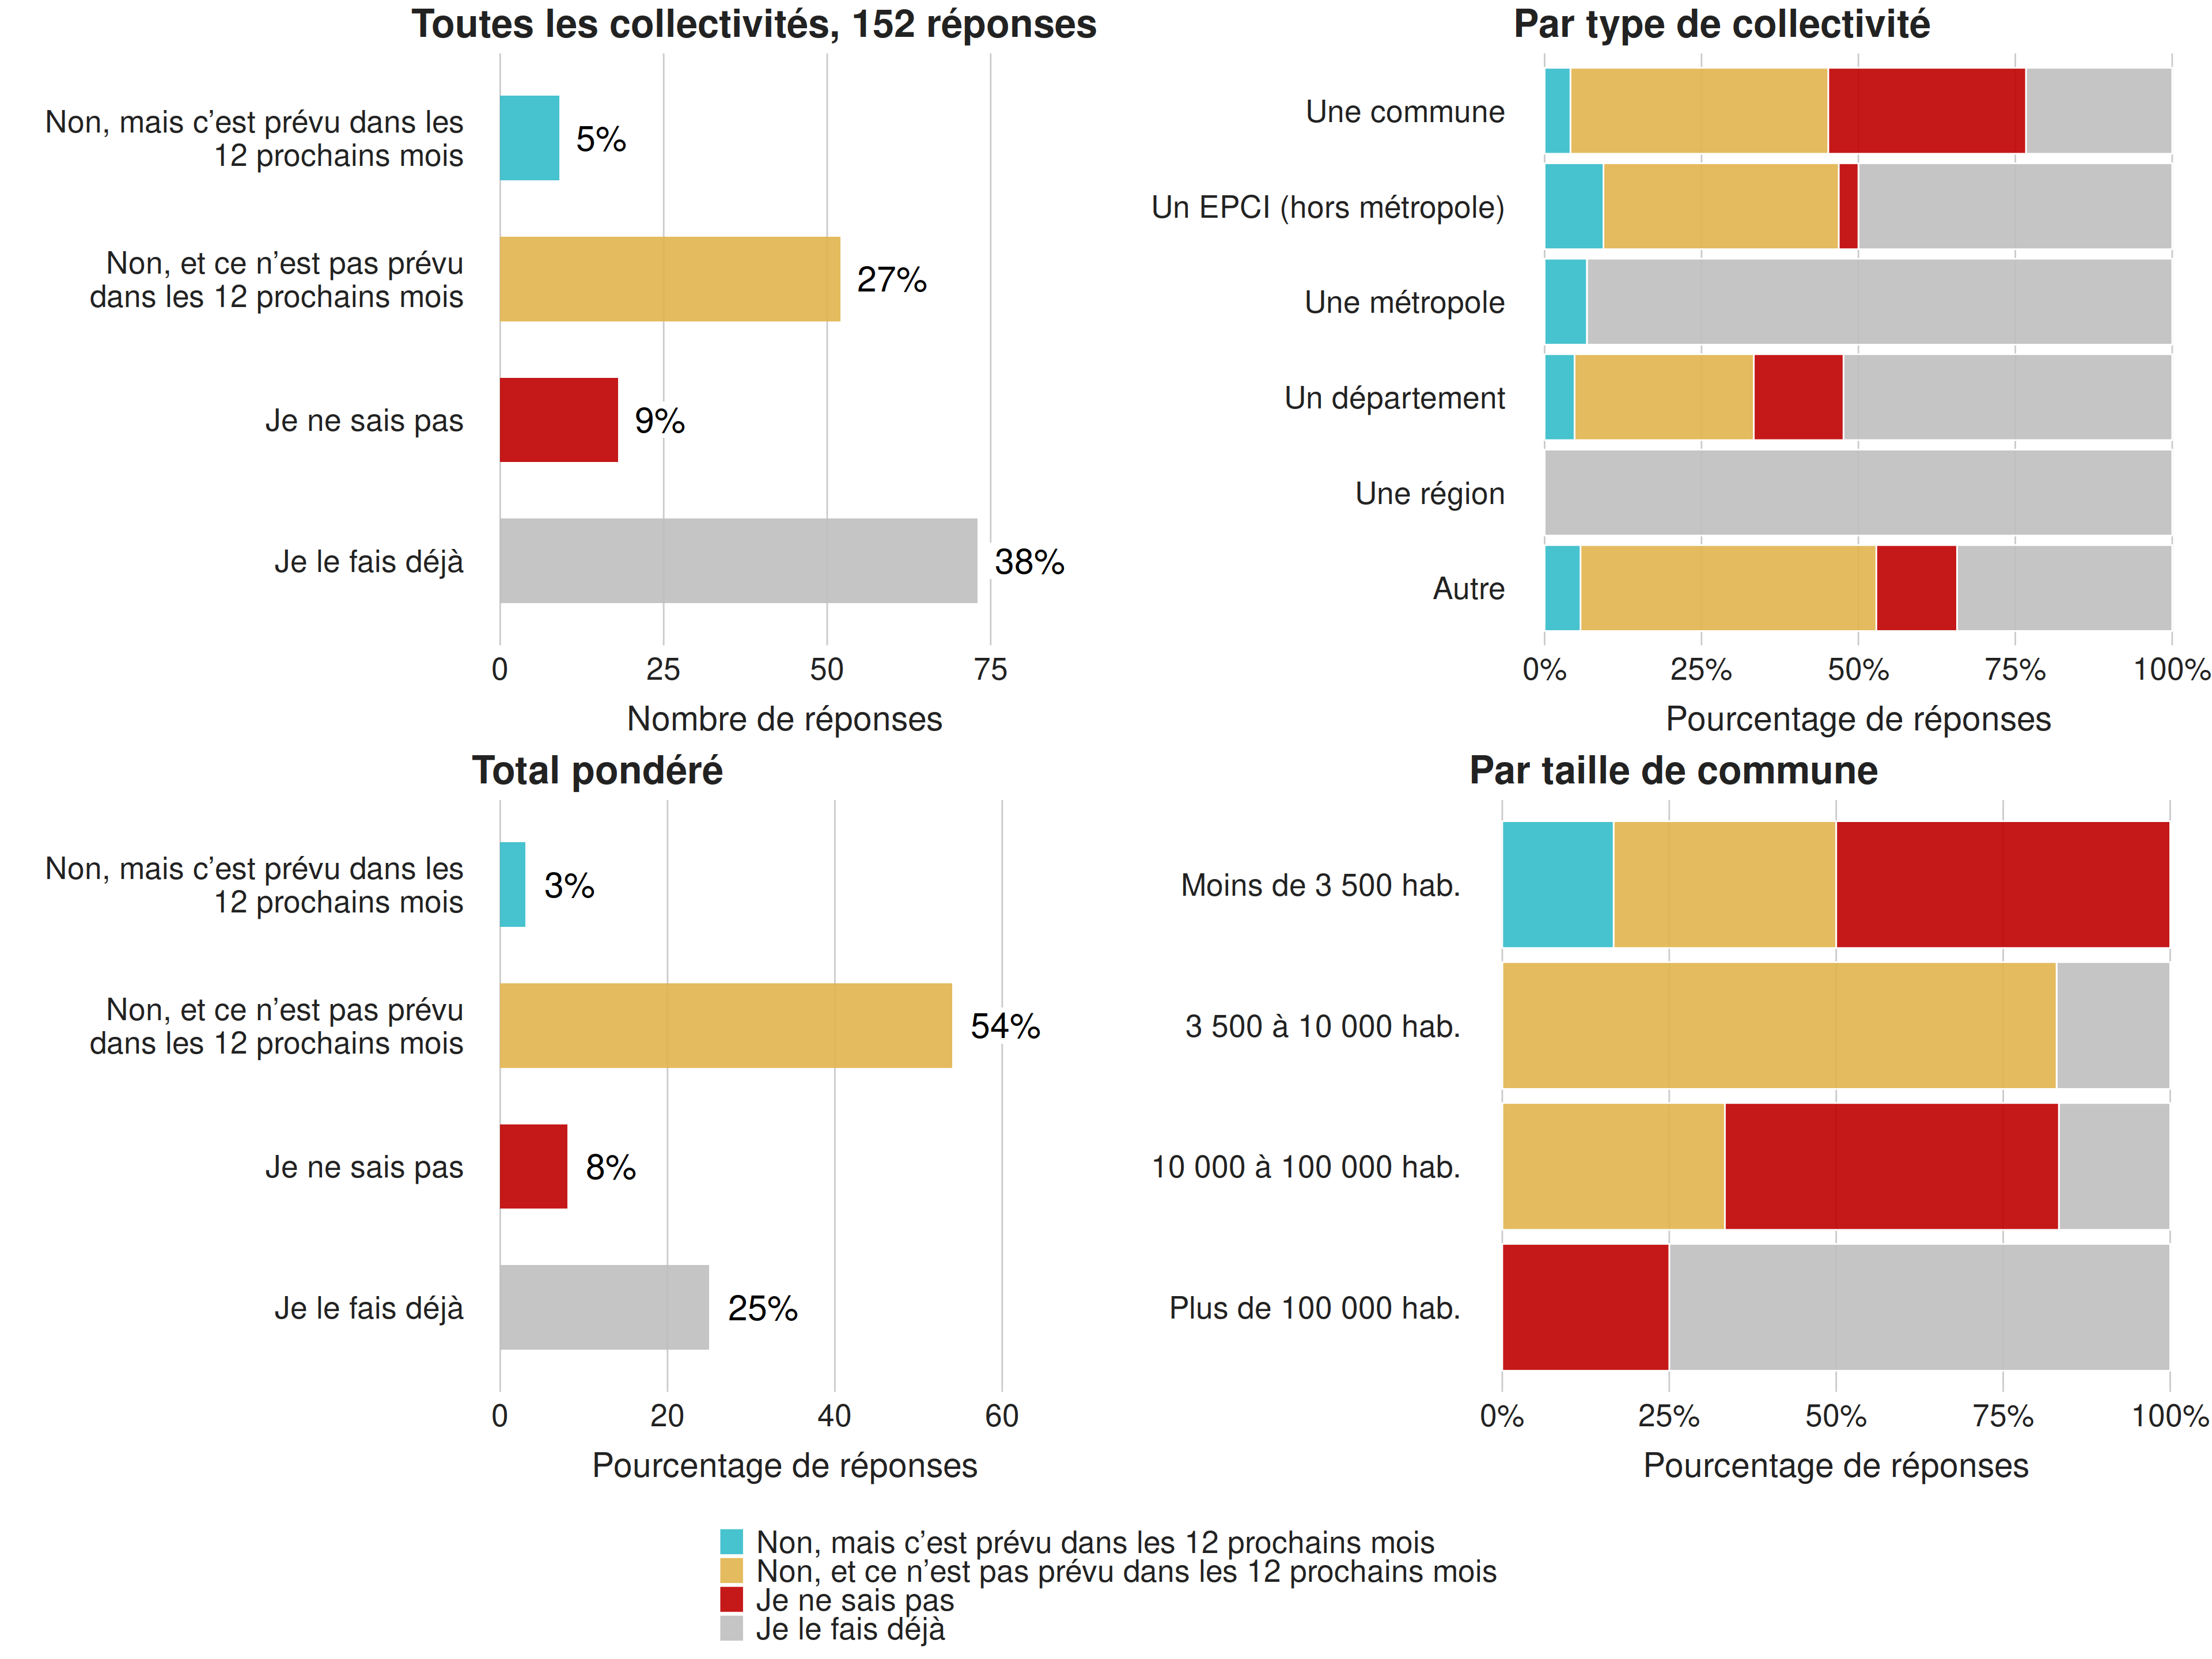 Toutes les collectivités, 152 réponses
Non, mais c’est prévu dans les
12 prochains mois
5%
Non, et ce n’est pas prévu
dans les 12 prochains mois
27%
Je ne sais pas
9%
Je le fais déjà
38%
0 25 50 75
Nombre de réponses
Par type de collectivité
Une commune
Un EPCI (hors métropole)
Une métropole
Un département
Une région
Autre
0% 25% 50% 75% 100%
Pourcentage de réponses
Total pondéré
Non, mais c’est prévu dans les
12 prochains mois
3%
Non, et ce n’est pas prévu
dans les 12 prochains mois
54%
Je ne sais pas
8%
Je le fais déjà
25%
0 20 40 60
Pourcentage de réponses
Par taille de commune
Moins de 3 500 hab.
3 500 à 10 000 hab.
10 000 à 100 000 hab.
Plus de 100 000 hab.
0% 25% 50% 75% 100%
Pourcentage de réponses
Non, mais c’est prévu dans les 12 prochains mois
Non, et ce n’est pas prévu dans les 12 prochains mois
Je ne sais pas
Je le fais déjà